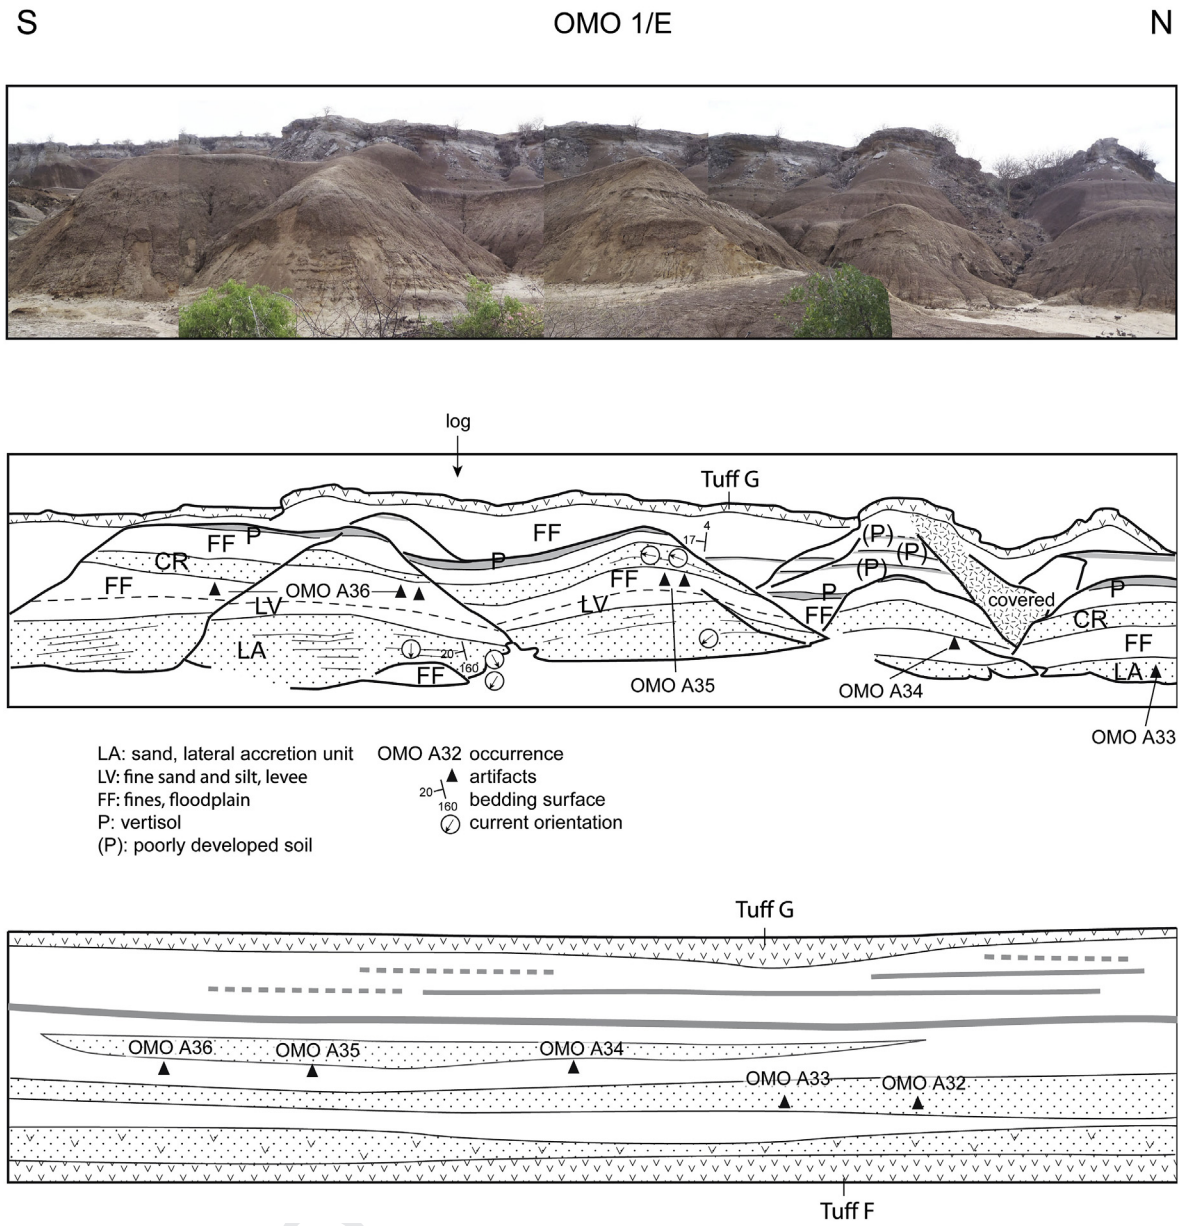 S OMO 1/E N
log
Tuff G
FF P FF 4
17
(P)
(P)
CR P (P)
FF FF P P
OMO A36 covered
LV LV FF CR
LA FF
20
160
FF LA
OMO A35 OMO A34
OMO A33
LA: sand, lateral accretion unit OMO A32 occurrence
LV: fine sand and silt, levee artifacts
FF: fines, floodplain 20 160 bedding surface
P: vertisol current orientation
(P): poorly developed soil
Tuff G
OMO A36 OMO A35 OMO A34
OMO A33 OMO A32
Tuff F